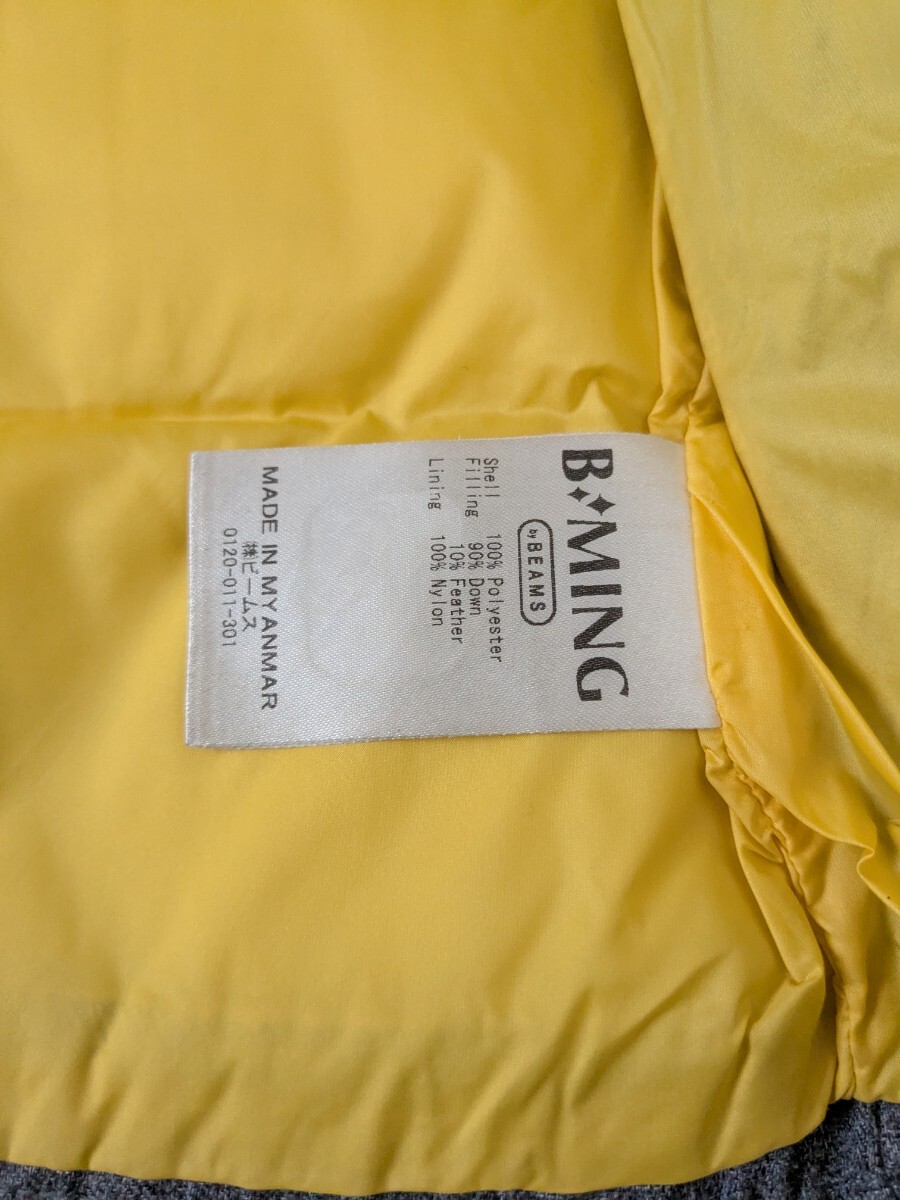 B✦✦MING
by BEAMS
Shell 100% Polyester
Filling 90% Down
10% Feather
Lining 100% Nylon
MADE IN MYANMAR
㈱ビームス
0120-011-301